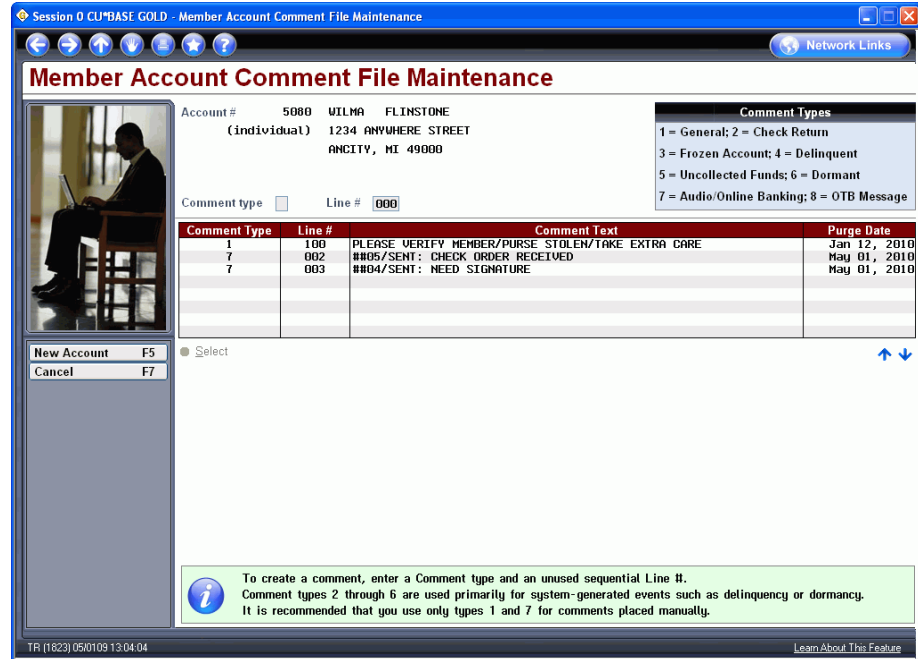 Session 0 CU*BASE GOLD - Member Account Comment File Maintenance
Network Links
Member Account Comment File Maintenance
Account # 5080 WILMA FLINSTONE
(individual) 1234 ANYWHERE STREET
ANCITY, MI 49000
Comment type Line # 000
Comment Types
1 = General; 2 = Check Return
3 = Frozen Account; 4 = Delinquent
5 = Uncollected Funds; 6 = Dormant
7 = Audio/Online Banking; 8 = OTB Message
Comment Type Line # Comment Text Purge Date
1 100 PLEASE VERIFY MEMBER/PURSE STOLEN/TAKE EXTRA CARE Jan 12, 2010
7 002 ##05/SENT: CHECK ORDER RECEIVED May 01, 2010
7 003 ##04/SENT: NEED SIGNATURE May 01, 2010
New Account F5
Cancel F7
Select
To create a comment, enter a Comment type and an unused sequential Line #.
Comment types 2 through 6 are used primarily for system-generated events such as delinquency or dormancy.
It is recommended that you use only types 1 and 7 for comments placed manually.
TR (1823) 05/0109 13:04:04
Learn About This Feature